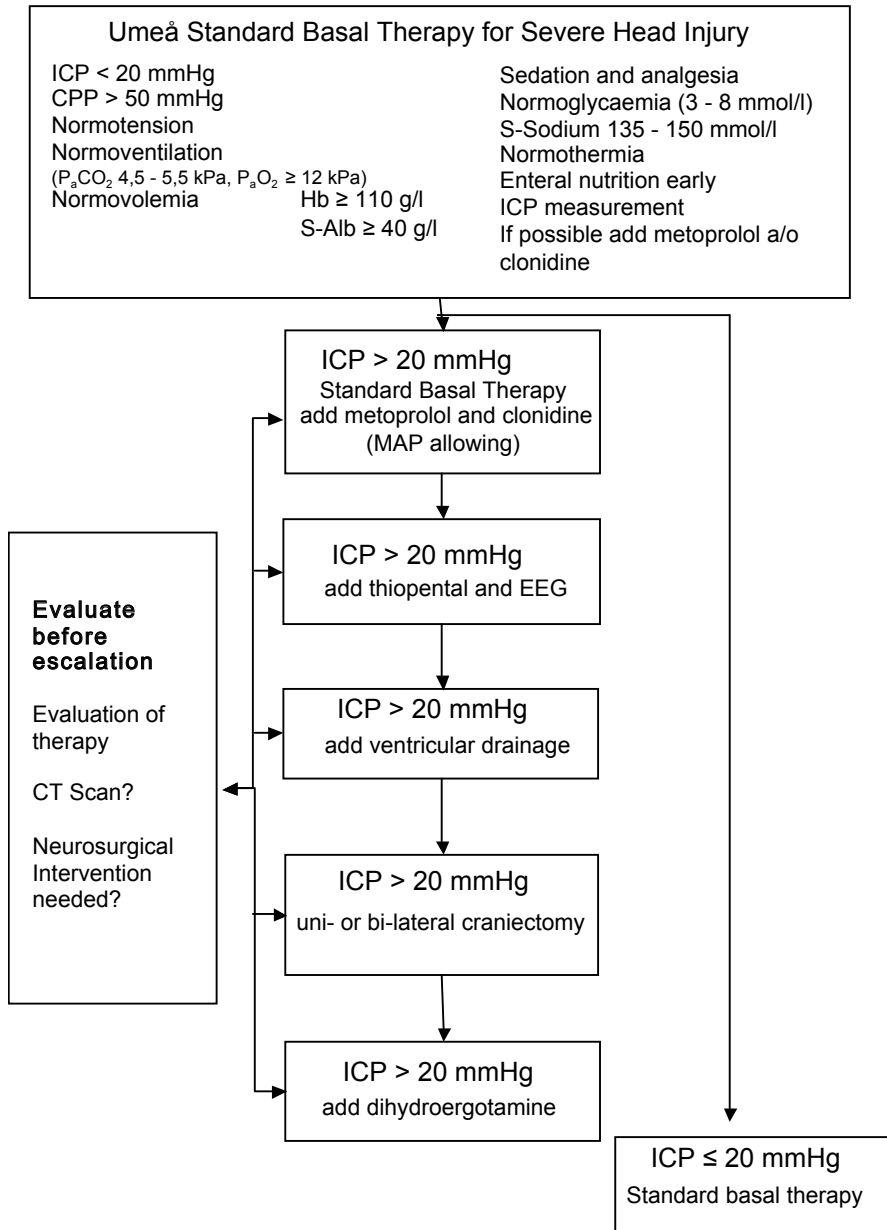 Umeå Standard Basal Therapy for Severe Head Injury
ICP < 20 mmHg
CPP > 50 mmHg
Normotension
Normoventilation
(PₐCO₂ 4,5 - 5,5 kPa, PₐO₂ ≥ 12 kPa)
Normovolemia Hb ≥ 110 g/l
S-Alb ≥ 40 g/l
Sedation and analgesia
Normoglycaemia (3 - 8 mmol/l)
S-Sodium 135 - 150 mmol/l
Normothermia
Enteral nutrition early
ICP measurement
If possible add metoprolol a/o
clonidine
ICP > 20 mmHg
Standard Basal Therapy
add metoprolol and clonidine
(MAP allowing)
ICP > 20 mmHg
add thiopental and EEG
ICP > 20 mmHg
add ventricular drainage
ICP > 20 mmHg
uni- or bi-lateral craniectomy
ICP > 20 mmHg
add dihydroergotamine
Evaluate
before
escalation
Evaluation of
therapy
CT Scan?
Neurosurgical
Intervention
needed?
ICP ≤ 20 mmHg
Standard basal therapy